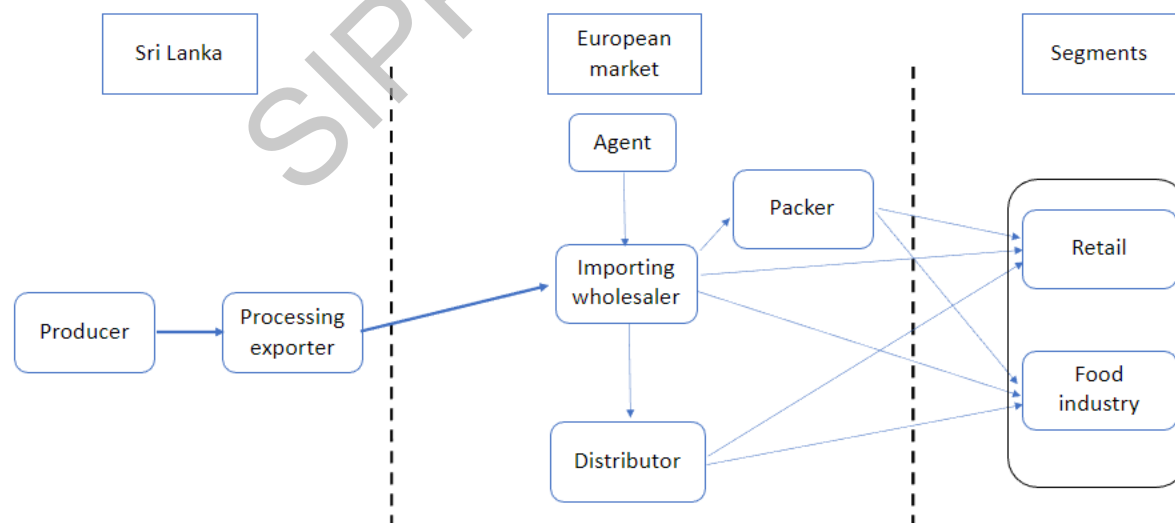 Sri Lanka
European
market
Segments
Agent
Packer
Retail
Importing
wholesaler
Producer
Processing
exporter
Food
industry
Distributor